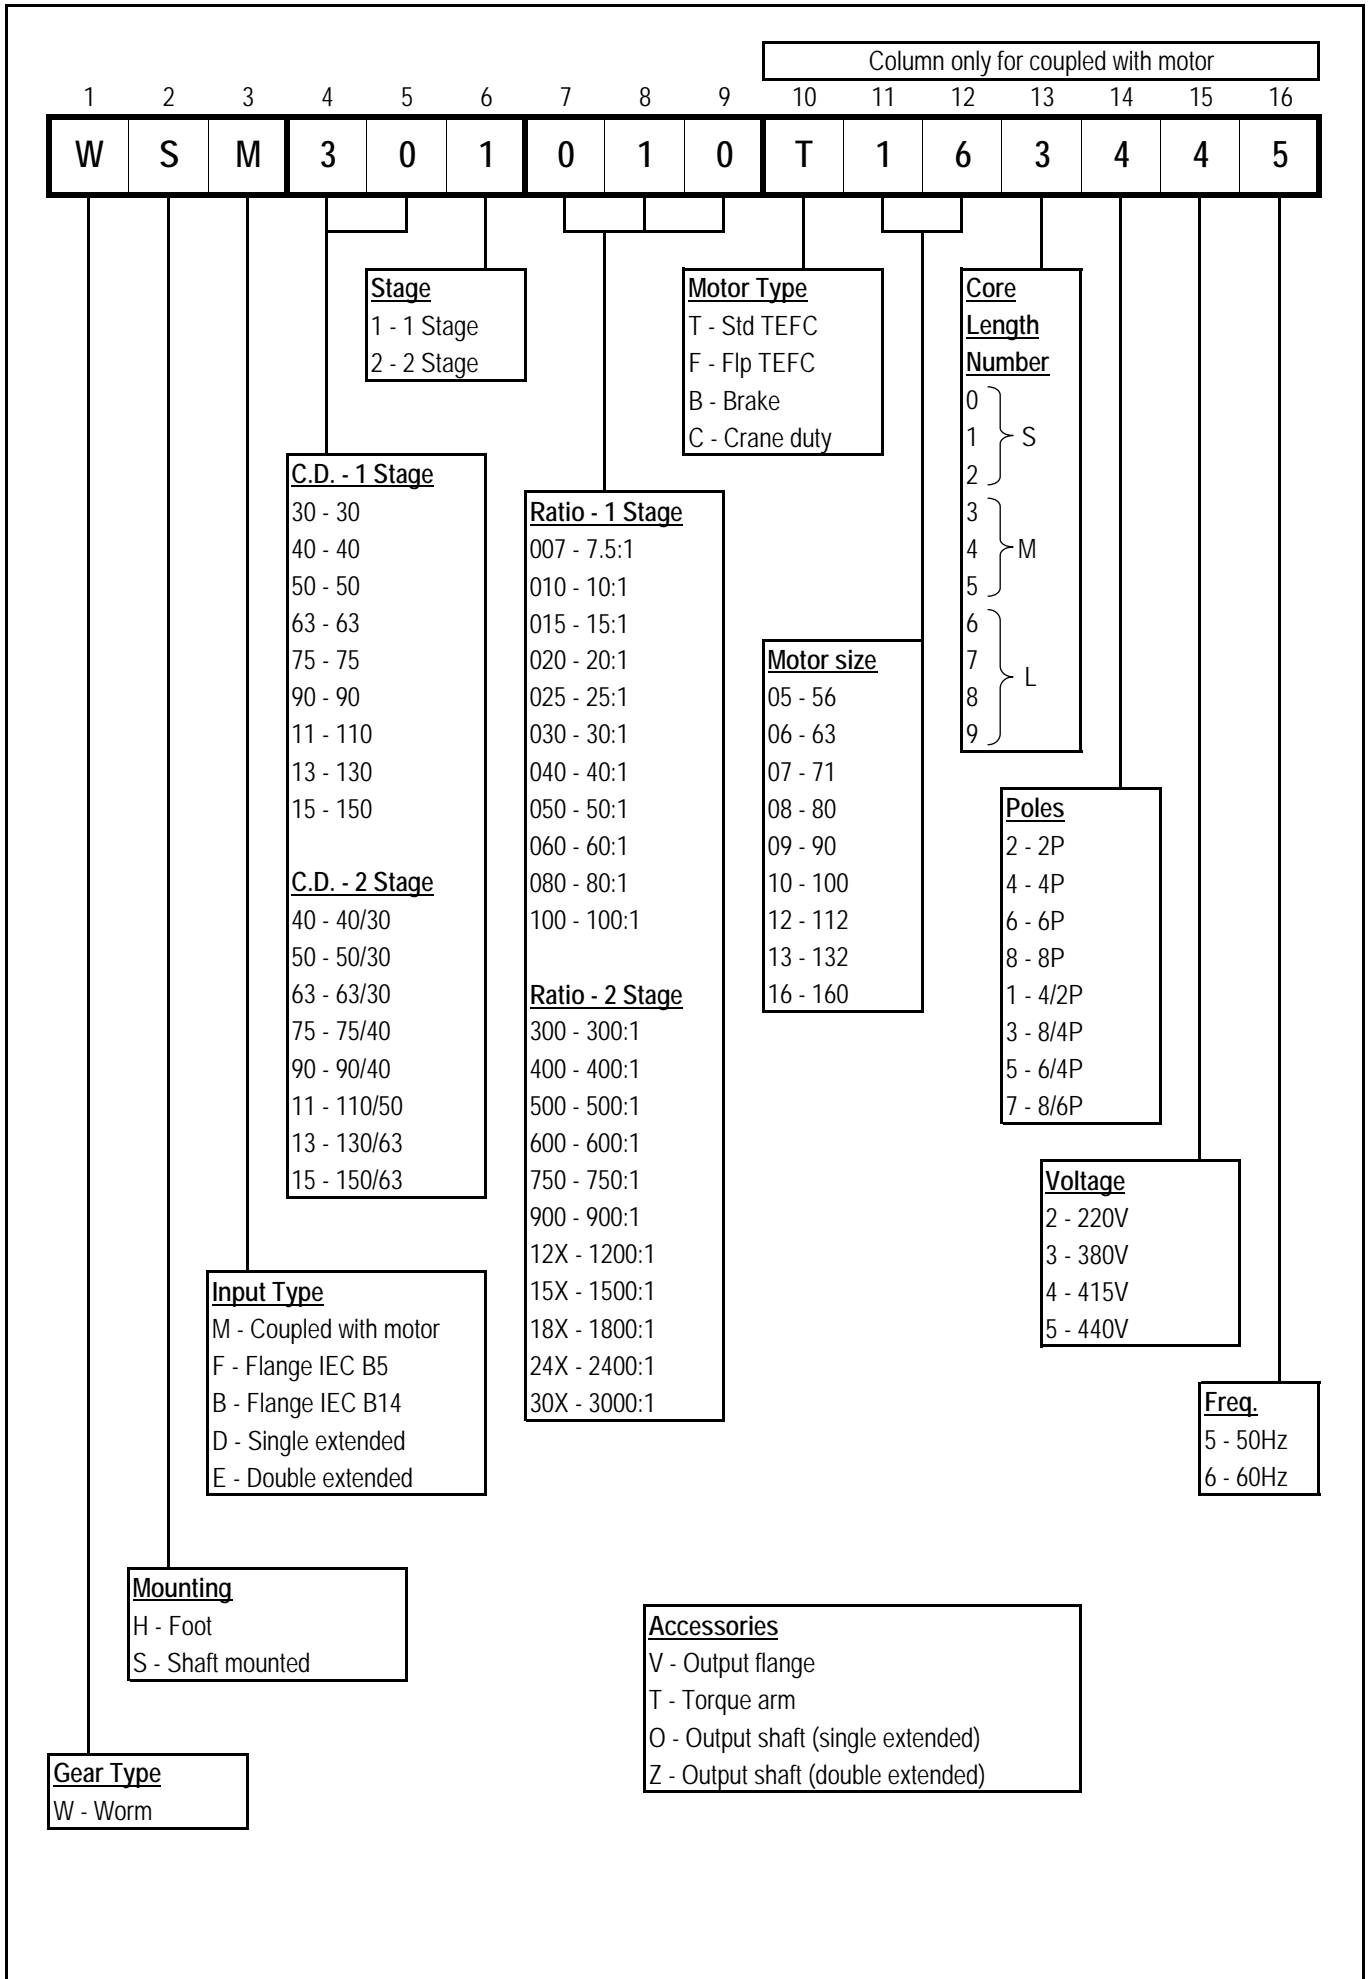 Column only for coupled with motor
1 2 3 4 5 6 7 8 9 10 11 12 13 14 15 16
W S M 3 0 1 0 1 0 T 1 6 3 4 4 5
Stage
1 - 1 Stage
2 - 2 Stage
Motor Type
T - Std TEFC
F - Flp TEFC
B - Brake
C - Crane duty
Core
Length
Number
0
1 S
2
3
4 M
5
6
7
L
8
9
C.D. - 1 Stage
30 - 30
40 - 40
50 - 50
63 - 63
75 - 75
90 - 90
11 - 110
13 - 130
15 - 150
C.D. - 2 Stage
40 - 40/30
50 - 50/30
63 - 63/30
75 - 75/40
90 - 90/40
11 - 110/50
13 - 130/63
15 - 150/63
Ratio - 1 Stage
007 - 7.5:1
010 - 10:1
015 - 15:1
020 - 20:1
025 - 25:1
030 - 30:1
040 - 40:1
050 - 50:1
060 - 60:1
080 - 80:1
100 - 100:1
Ratio - 2 Stage
300 - 300:1
400 - 400:1
500 - 500:1
600 - 600:1
750 - 750:1
900 - 900:1
12X - 1200:1
15X - 1500:1
18X - 1800:1
24X - 2400:1
30X - 3000:1
Motor size
05 - 56
06 - 63
07 - 71
08 - 80
09 - 90
10 - 100
12 - 112
13 - 132
16 - 160
Poles
2 - 2P
4 - 4P
6 - 6P
8 - 8P
1 - 4/2P
3 - 8/4P
5 - 6/4P
7 - 8/6P
Voltage
2 - 220V
3 - 380V
4 - 415V
5 - 440V
Input Type
M - Coupled with motor
F - Flange IEC B5
B - Flange IEC B14
D - Single extended
E - Double extended
Freq.
5 - 50Hz
6 - 60Hz
Mounting
H - Foot
S - Shaft mounted
Accessories
V - Output flange
T - Torque arm
O - Output shaft (single extended)
Z - Output shaft (double extended)
Gear Type
W - Worm